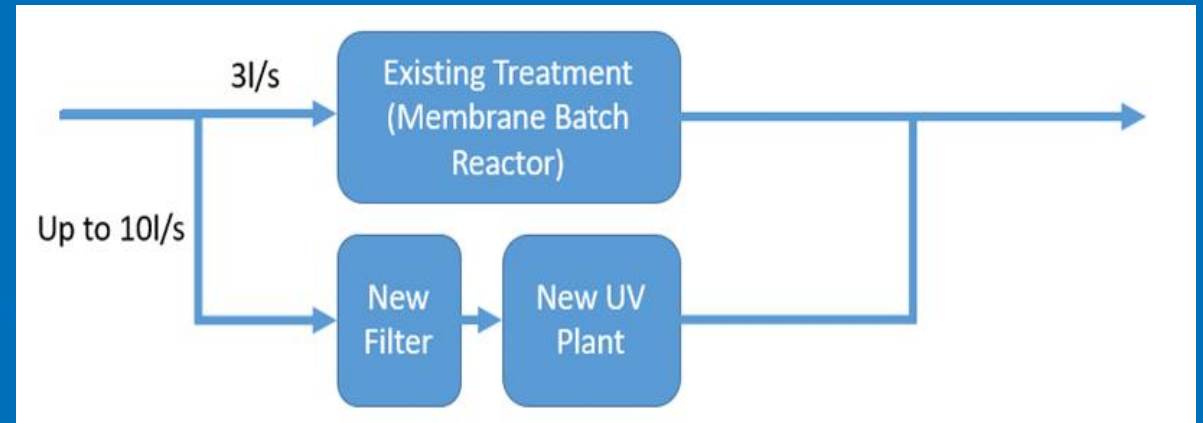 3l/s
Existing Treatment
(Membrane Batch
Reactor)
Up to 10l/s
New
Filter
New UV
Plant